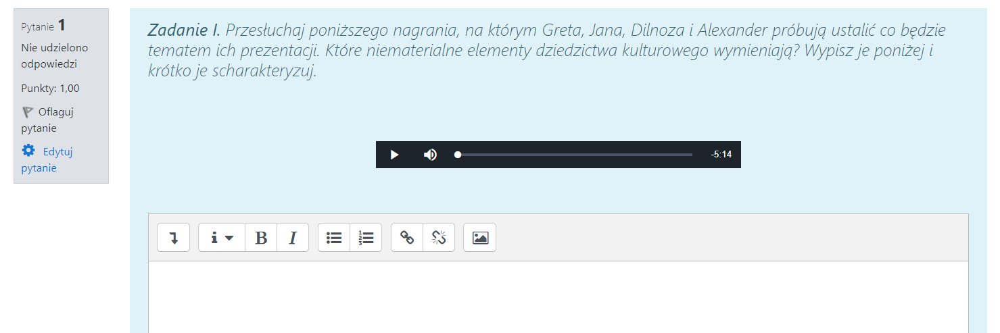 Pytanie 1
Nie udzielono
odpowiedzi
Punkty: 1,00
Oflaguj
pytanie
Edytuj
pytanie
Zadanie I. Przesłuchaj poniższego nagrania, na którym Greta, Jana, Dilnoza i Alexander próbują ustalić co będzie
tematem ich prezentacji. Które niematerialne elementy dziedzictwa kulturowego wymieniają? Wypisz je poniżej i
krótko je scharakteryzuj.
-5:14
B I